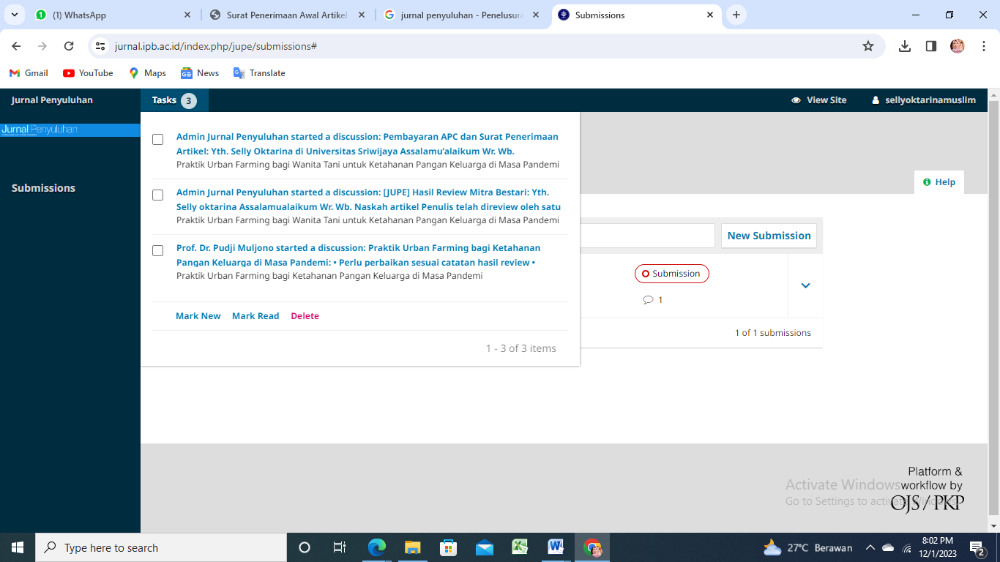 (1) WhatsApp
Surat Penerimaan Awal Artikel
jurnal penyuluhan - Penelusura
Submissions
jurnal.ipb.ac.id/index.php/jupe/submissions#
Gmail
YouTube
Maps
News
Translate
Jurnal Penyuluhan
Tasks 3
View Site
sellyoktarinamuslim
Jurnal Penyuluhan
Submissions
Admin Jurnal Penyuluhan started a discussion: Pembayaran APC dan Surat Penerimaan
Artikel: Yth. Selly Oktarina di Universitas Sriwijaya Assalamu’alaikum Wr. Wb.
Praktik Urban Farming bagi Wanita Tani untuk Ketahanan Pangan Keluarga di Masa Pandemi
Admin Jurnal Penyuluhan started a discussion: [JUPE] Hasil Review Mitra Bestari: Yth.
Selly oktarina Assalamualaikum Wr. Wb. Naskah artikel Penulis telah direview oleh satu
Praktik Urban Farming bagi Wanita Tani untuk Ketahanan Pangan Keluarga di Masa Pandemi
Prof. Dr. Pudji Muljono started a discussion: Praktik Urban Farming bagi Ketahanan
Pangan Keluarga di Masa Pandemi: • Perlu perbaikan sesuai catatan hasil review •
Praktik Urban Farming bagi Ketahanan Pangan Keluarga di Masa Pandemi
Mark New Mark Read Delete
1 - 3 of 3 items
Help
New Submission
Submission
1
1 of 1 submissions
Platform &
workflow by
OJS / PKP
Activate Windows
Go to Settings to activate Windows.
Type here to search
27°C Berawan
8:02 PM
12/1/2023
2